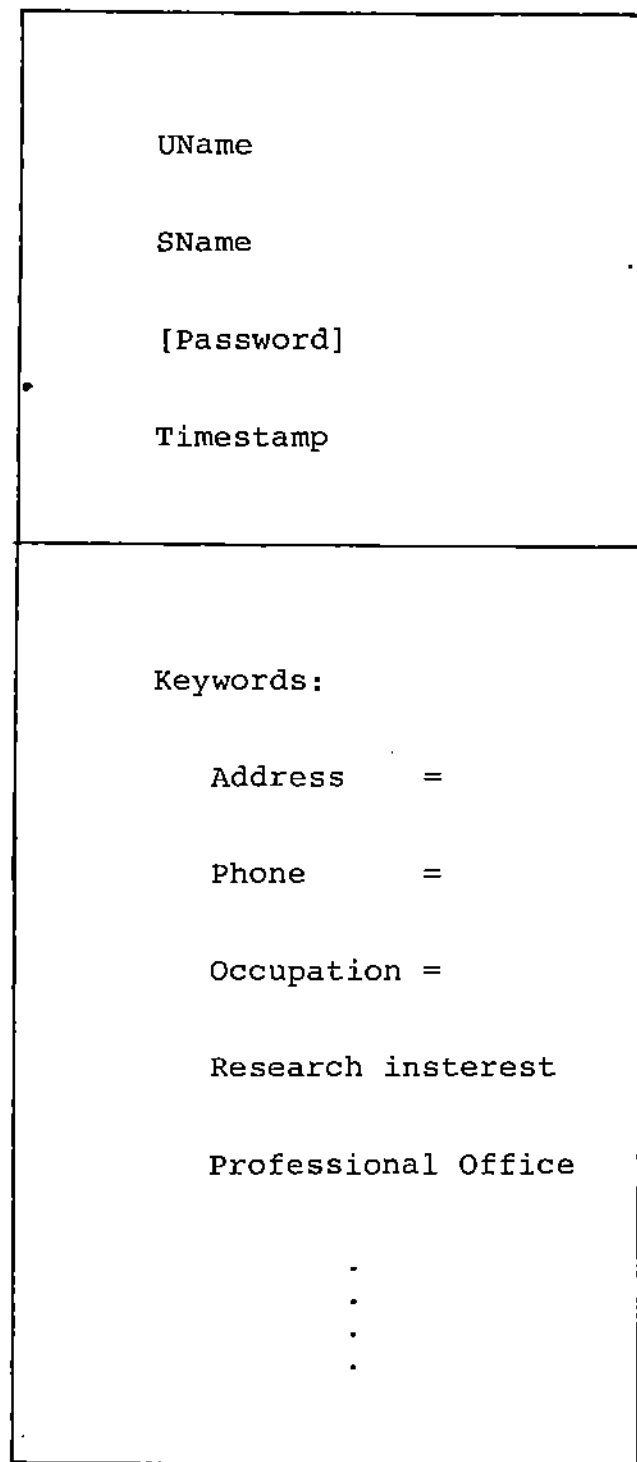 UName
SName
[Password]
Timestamp
Keywords:
Address =
Phone =
Occupation =
Research insterest
Professional Office
.
.
.
.